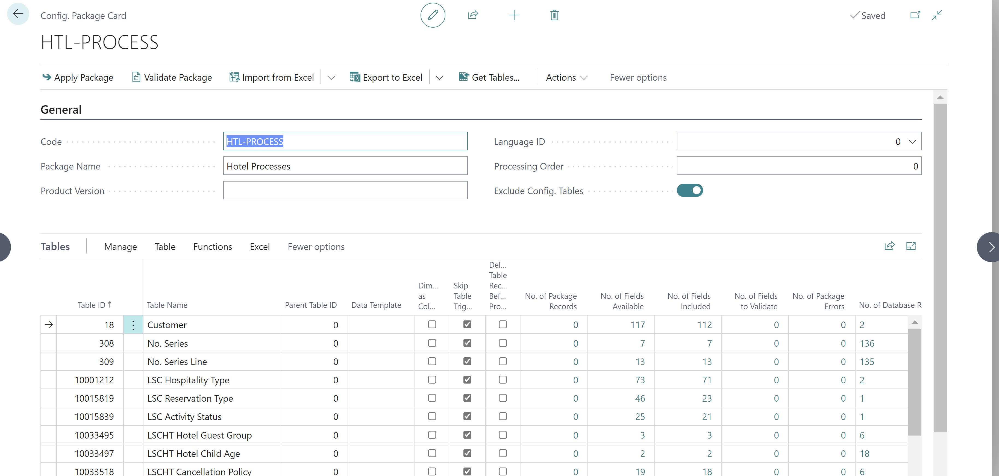 Config. Package Card
Saved
HTL-PROCESS
Apply Package
Validate Package
Import from Excel
Export to Excel
Get Tables...
Actions
Fewer options
General
Code
HTL-PROCESS
Language ID
0
Package Name
Hotel Processes
Processing Order
0
Product Version
Exclude Config. Tables
Tables
Manage
Table
Functions
Excel
Fewer options
Table ID
Table Name
Parent Table ID
Data Template
Dim...
as
Col...
Skip
Table
Trig...
Del...
Table
Rec...
Bef...
Pro...
No. of Package
Records
No. of Fields
Available
No. of Fields
Included
No. of Fields
to Validate
No. of Package
Errors
No. of Database R
18 Customer 0 0 117 112 0 0 2
308 No. Series 0 0 7 7 0 0 136
309 No. Series Line 0 0 13 13 0 0 135
10001212 LSC Hospitality Type 0 0 73 71 0 0 2
10015819 LSC Reservation Type 0 0 46 23 0 0 1
10015839 LSC Activity Status 0 0 25 21 0 0 1
10033495 LSCHT Hotel Guest Group 0 0 3 3 0 0 6
10033497 LSCHT Hotel Child Age 0 0 2 2 0 0 18
10033518 LSCHT Cancellation Policy 0 0 19 18 0 0 6